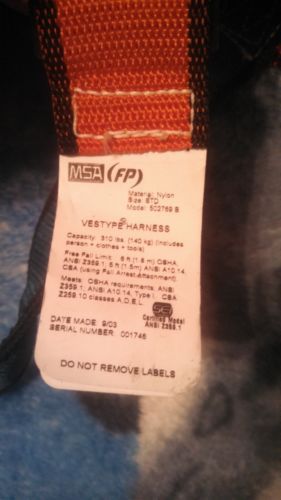 MSA (FP)
Material: Nylon
Size: STD
Model: 502769 B
VESTYPE HARNESS
Capacity: 310 lbs. (140 kg) (includes
person + clothes + tools)
Free Fall Limit: 6 ft (1.8 m) OSHA,
ANSI Z359.1; 5 ft (1.5m) ANSI A10.14,
CSA (using Fall Arrest Attachment)
Meets: OSHA requirements, ANSI
Z359.1, ANSI A10.14, Type I, CSA
Z259.10 classes A,D,E,L.
SEI
Certified Model
ANSI Z359.1
DATE MADE: 9/03
SERIAL NUMBER: 001746
DO NOT REMOVE LABELS